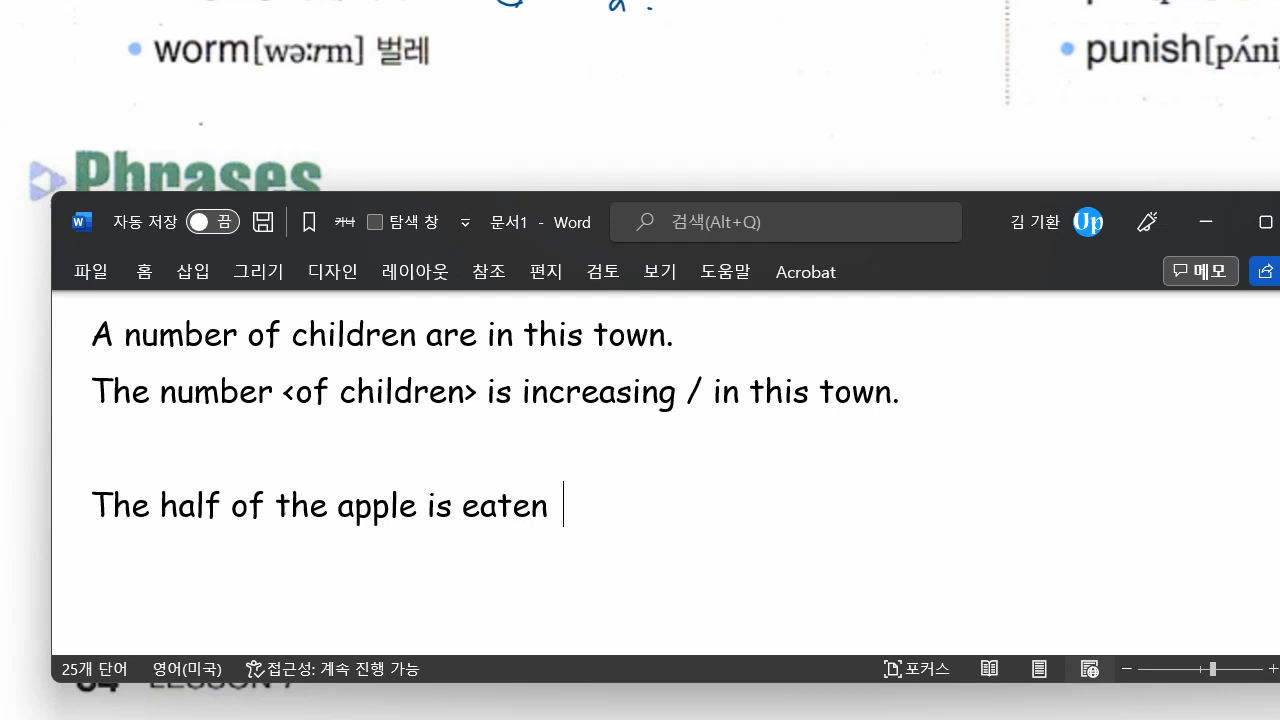 worm[wəːrm] 벌레
punish[pʌ́ni
Phrases
자동 저장 끔 가나 탐색 창 문서1 - Word 검색(Alt+Q) 김 기환 Up
파일 홈 삽입 그리기 디자인 레이아웃 참조 편지 검토 보기 도움말 Acrobat 메모
A number of children are in this town.
The number <of children> is increasing / in this town.
The half of the apple is eaten
25개 단어 영어(미국) 접근성: 계속 진행 가능 포커스
LESSON 7